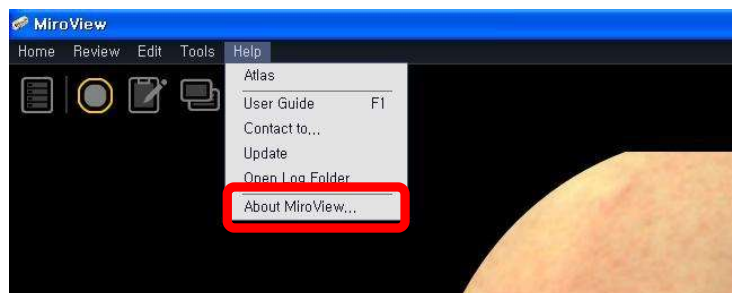 MiroView
Home Review Edit Tools Help
Atlas
User Guide F1
Contact to,,,
Update
Open Log Folder
About MiroView,,,